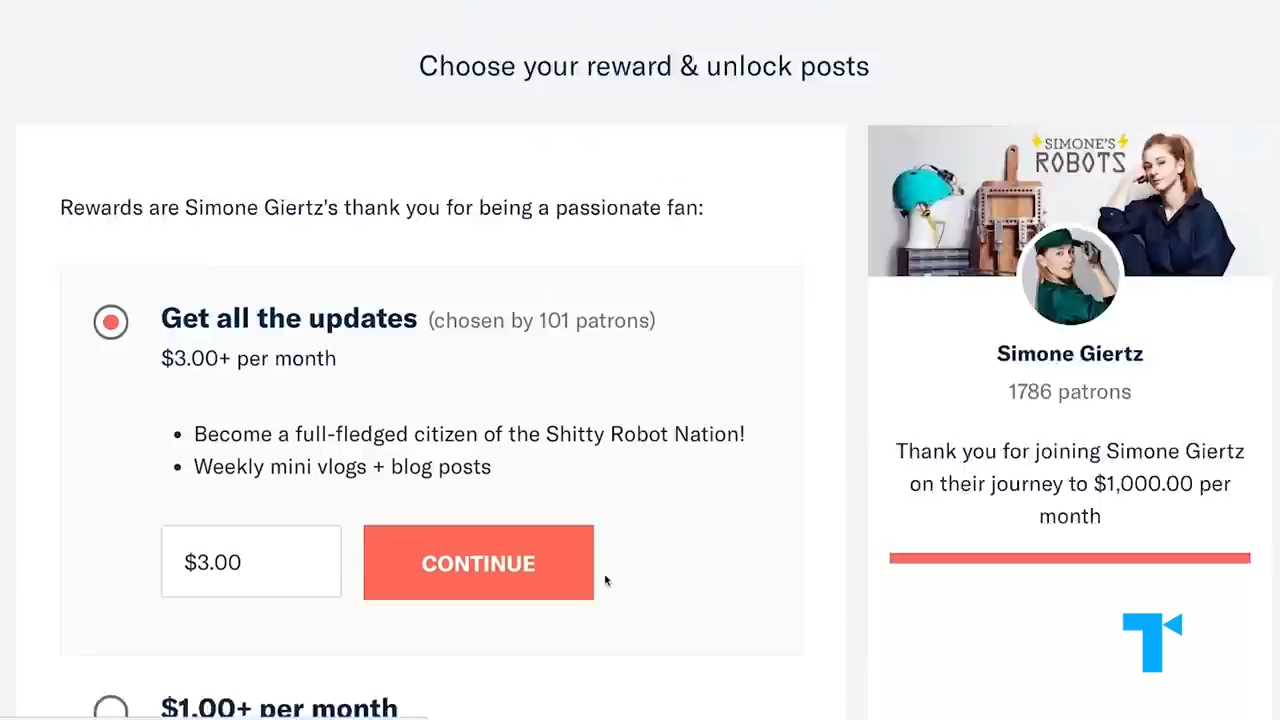 Choose your reward & unlock posts
Rewards are Simone Giertz's thank you for being a passionate fan:
Get all the updates (chosen by 101 patrons)
$3.00+ per month
• Become a full-fledged citizen of the Shitty Robot Nation!
• Weekly mini vlogs + blog posts
$3.00
CONTINUE
$1.00+ per month
SIMONE'S
ROBOTS
Simone Giertz
1786 patrons
Thank you for joining Simone Giertz
on their journey to $1,000.00 per
month